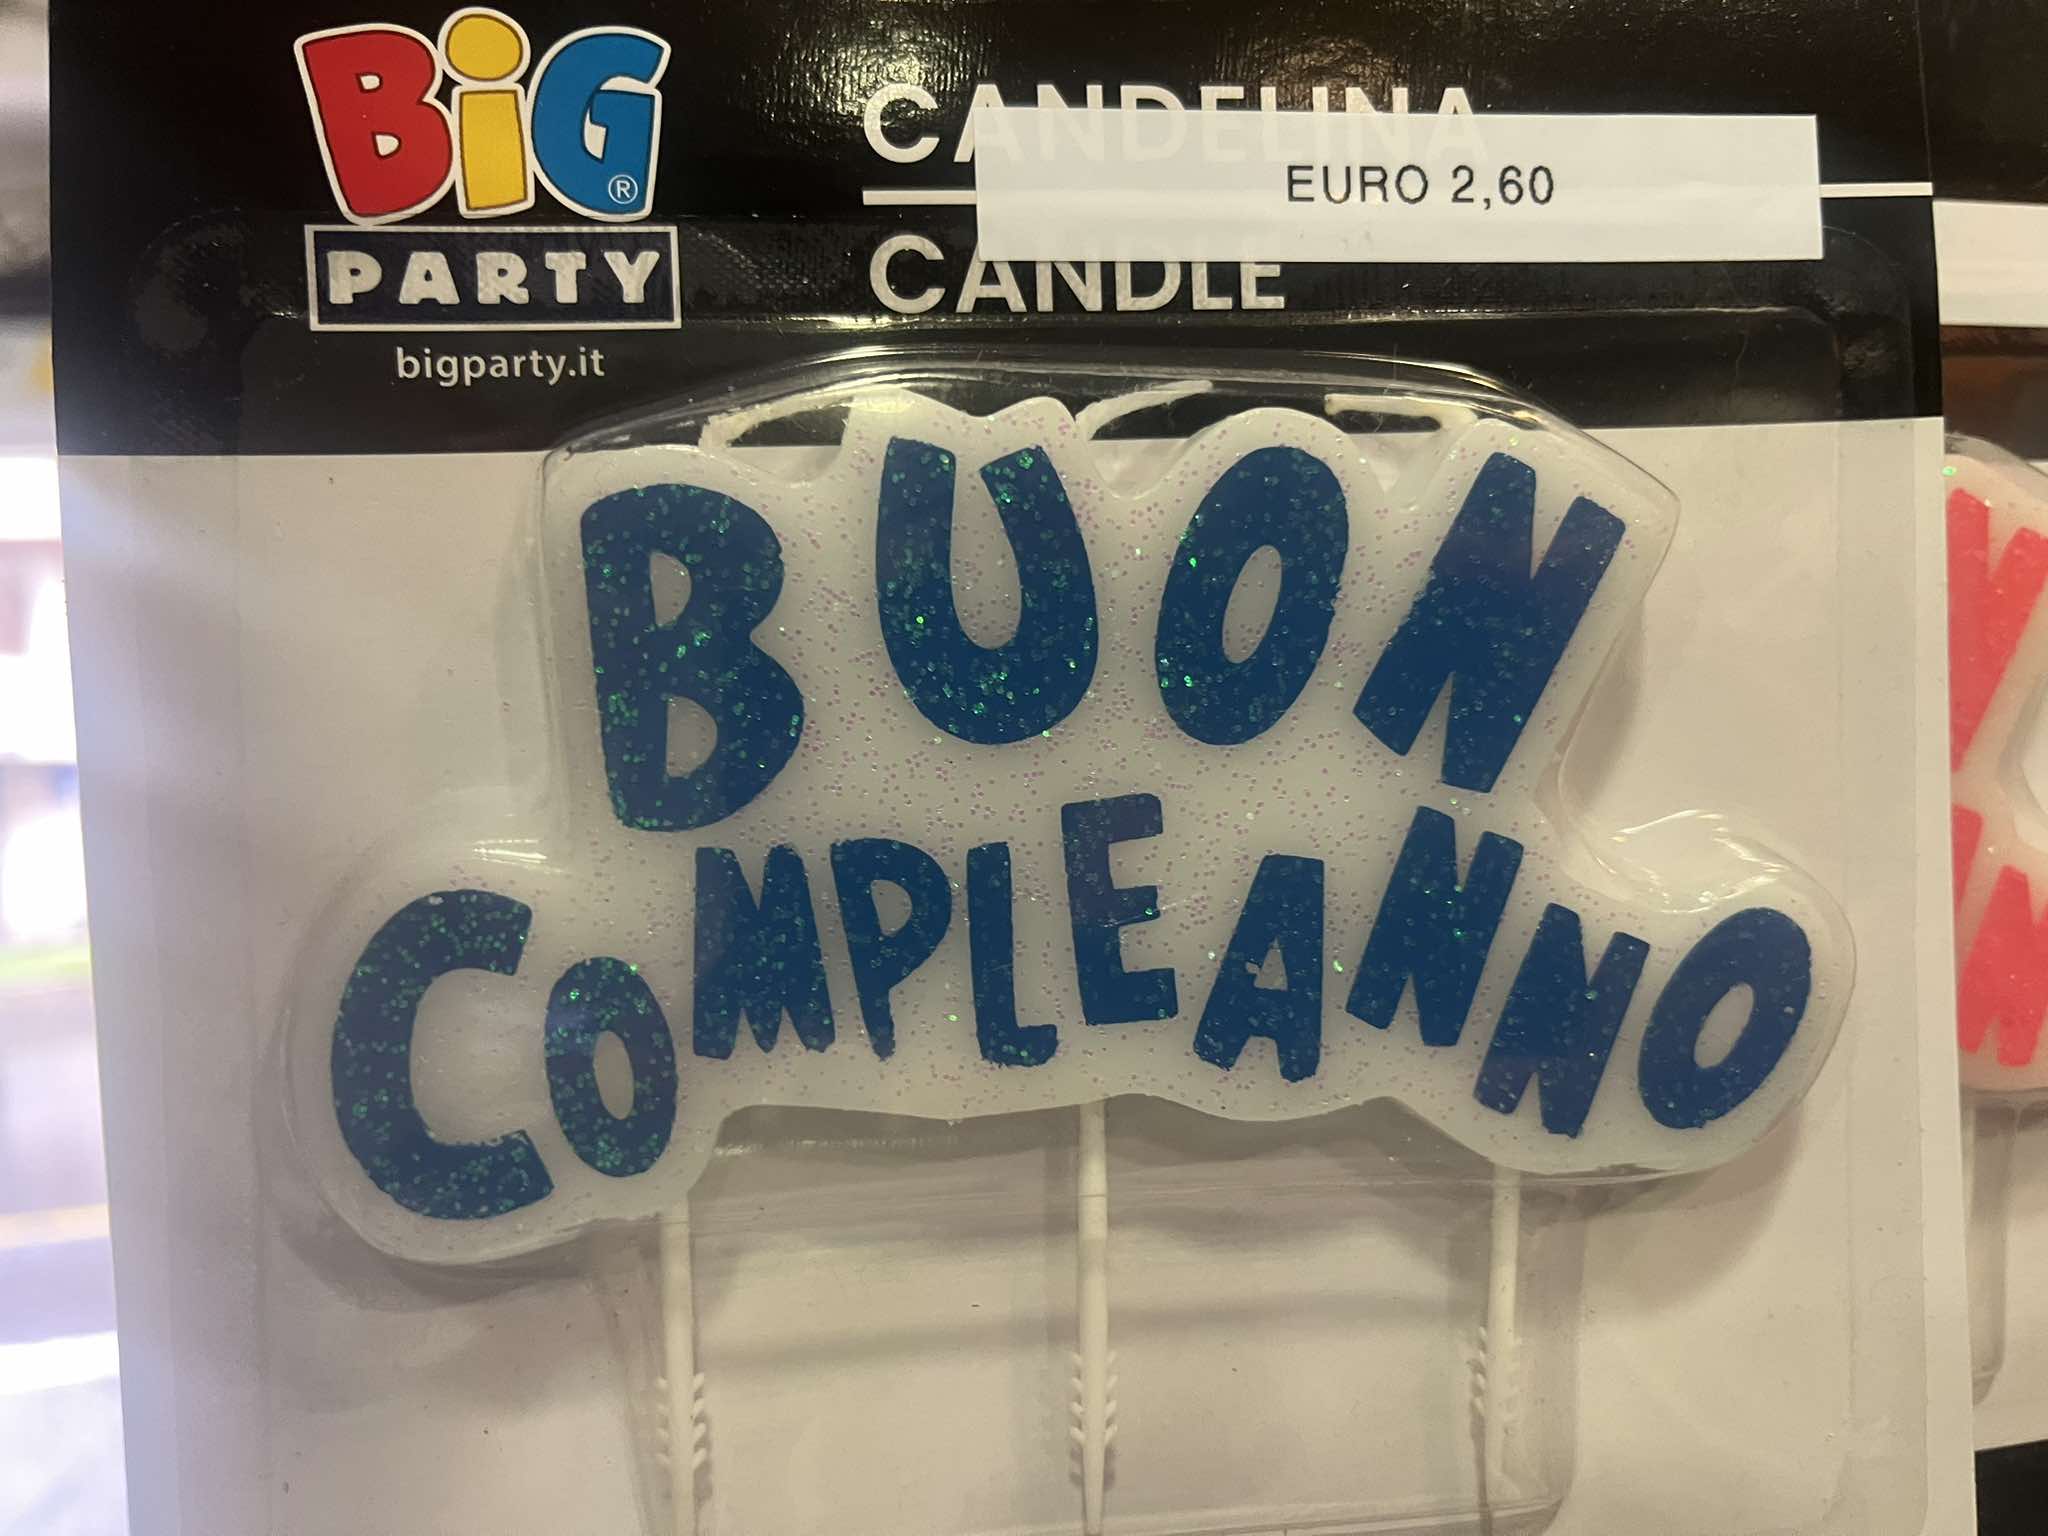 BiG®
PARTY
bigparty.it
CANDELINA
EURO 2,60
CANDLE
BUON
COMPLEANNO